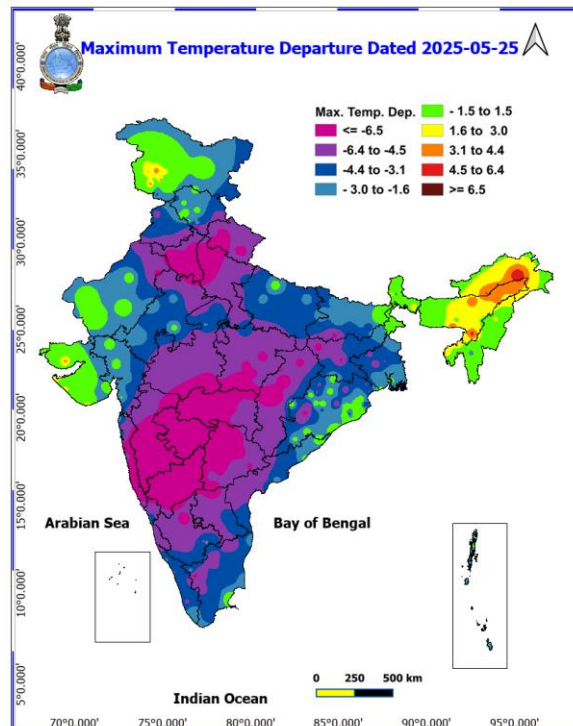 Maximum Temperature Departure Dated 2025-05-25
Max. Temp. Dep.
<= -6.5
-6.4 to -4.5
-4.4 to -3.1
- 3.0 to -1.6
- 1.5 to 1.5
1.6 to 3.0
3.1 to 4.4
4.5 to 6.4
>= 6.5
40°0.000'
35°0.000'
30°0.000'
25°0.000'
20°0.000'
15°0.000'
10°0.000'
5°0.000'
Arabian Sea
Bay of Bengal
0 250 500 km
Indian Ocean
70°0.000' 75°0.000' 80°0.000' 85°0.000' 90°0.000' 95°0.000'